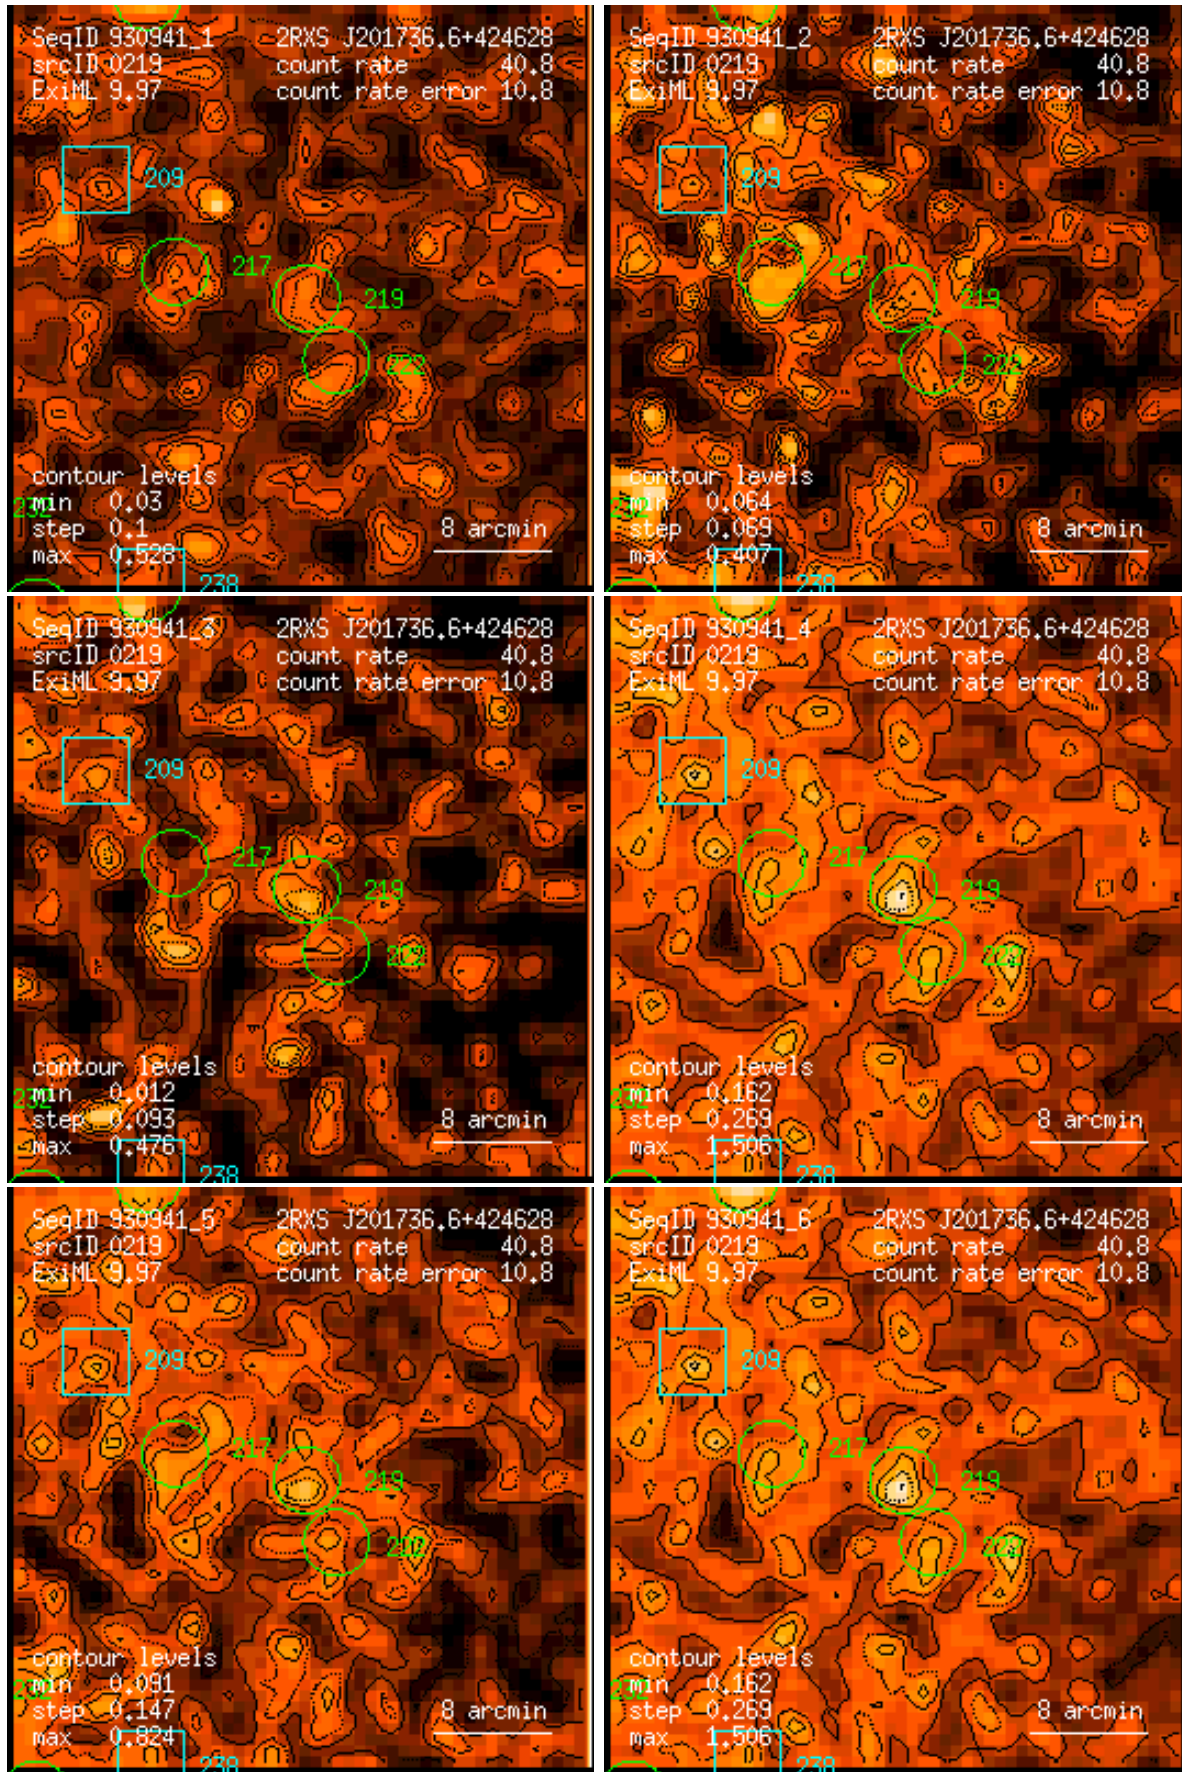 SeqID 930941_1 2RXS J201736.6+424628
srcID 0219 count rate 40.8
ExiML 9.97 count rate error 10.8
209
217
219
222
contour levels
232
min 0.03
step 0.1 8 arcmin
max 0.528
238
SeqID 930941_2 2RXS J201736.6+424628
srcID 0219 count rate 40.8
ExiML 9.97 count rate error 10.8
209
217
219
222
contour levels
min 0.064
step 0.069 8 arcmin
max 0.407
238
SeqID 930941_3 2RXS J201736.6+424628
srcID 0219 count rate 40.8
ExiML 9.97 count rate error 10.8
209
217
219
222
contour levels
232
min 0.012
step 0.093 8 arcmin
max 0.476
238
SeqID 930941_4 2RXS J201736.6+424628
srcID 0219 count rate 40.8
ExiML 9.97 count rate error 10.8
209
217
219
222
contour levels
min 0.162
step 0.269 8 arcmin
max 1.506
238
SeqID 930941_5 2RXS J201736.6+424628
srcID 0219 count rate 40.8
ExiML 9.97 count rate error 10.8
209
217
219
222
contour levels
min 0.091
step 0.147 8 arcmin
max 0.824
238
SeqID 930941_6 2RXS J201736.6+424628
srcID 0219 count rate 40.8
ExiML 9.97 count rate error 10.8
209
217
219
222
contour levels
min 0.162
step 0.269 8 arcmin
max 1.506
238